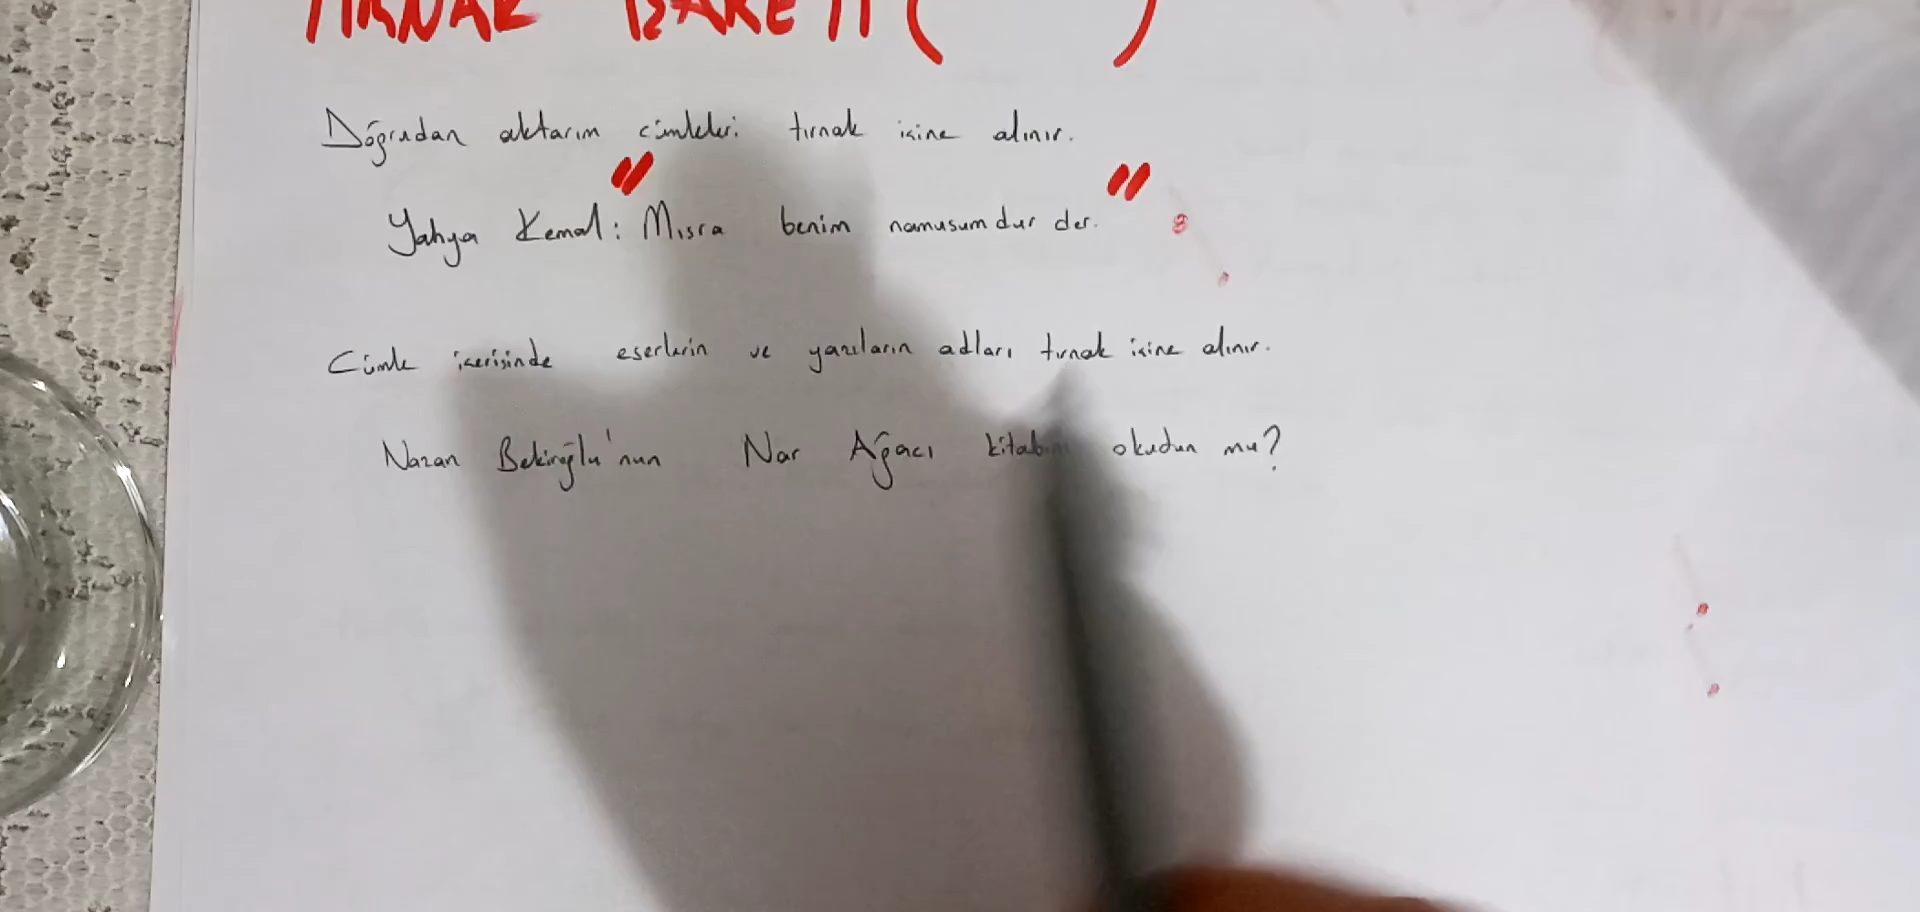 TIRNAK İŞARETİ ( )
Doğrudan aktarım cümleleri tırnak içine alınır.
" "
Yahya Kemal: Mısra benim namusumdur der.
Cümle içerisinde eserlerin ve yazıların adları tırnak içine alınır.
Nazan Bekiroğlu'nun Nar Ağacı kitabını okudun mu?